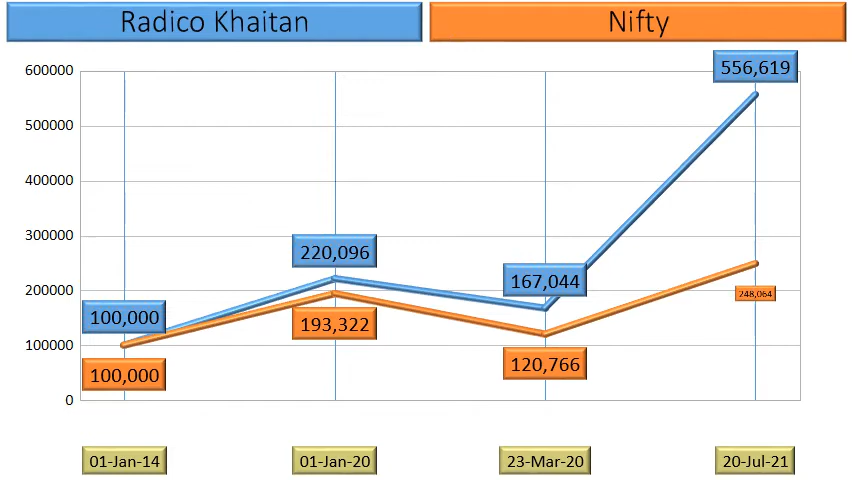 Radico Khaitan
Nifty
600000
556,619
500000
400000
300000
220,096
200000
167,044
248,064
193,322
100,000
100000
120,766
100,000
0
01-Jan-14
01-Jan-20
23-Mar-20
20-Jul-21